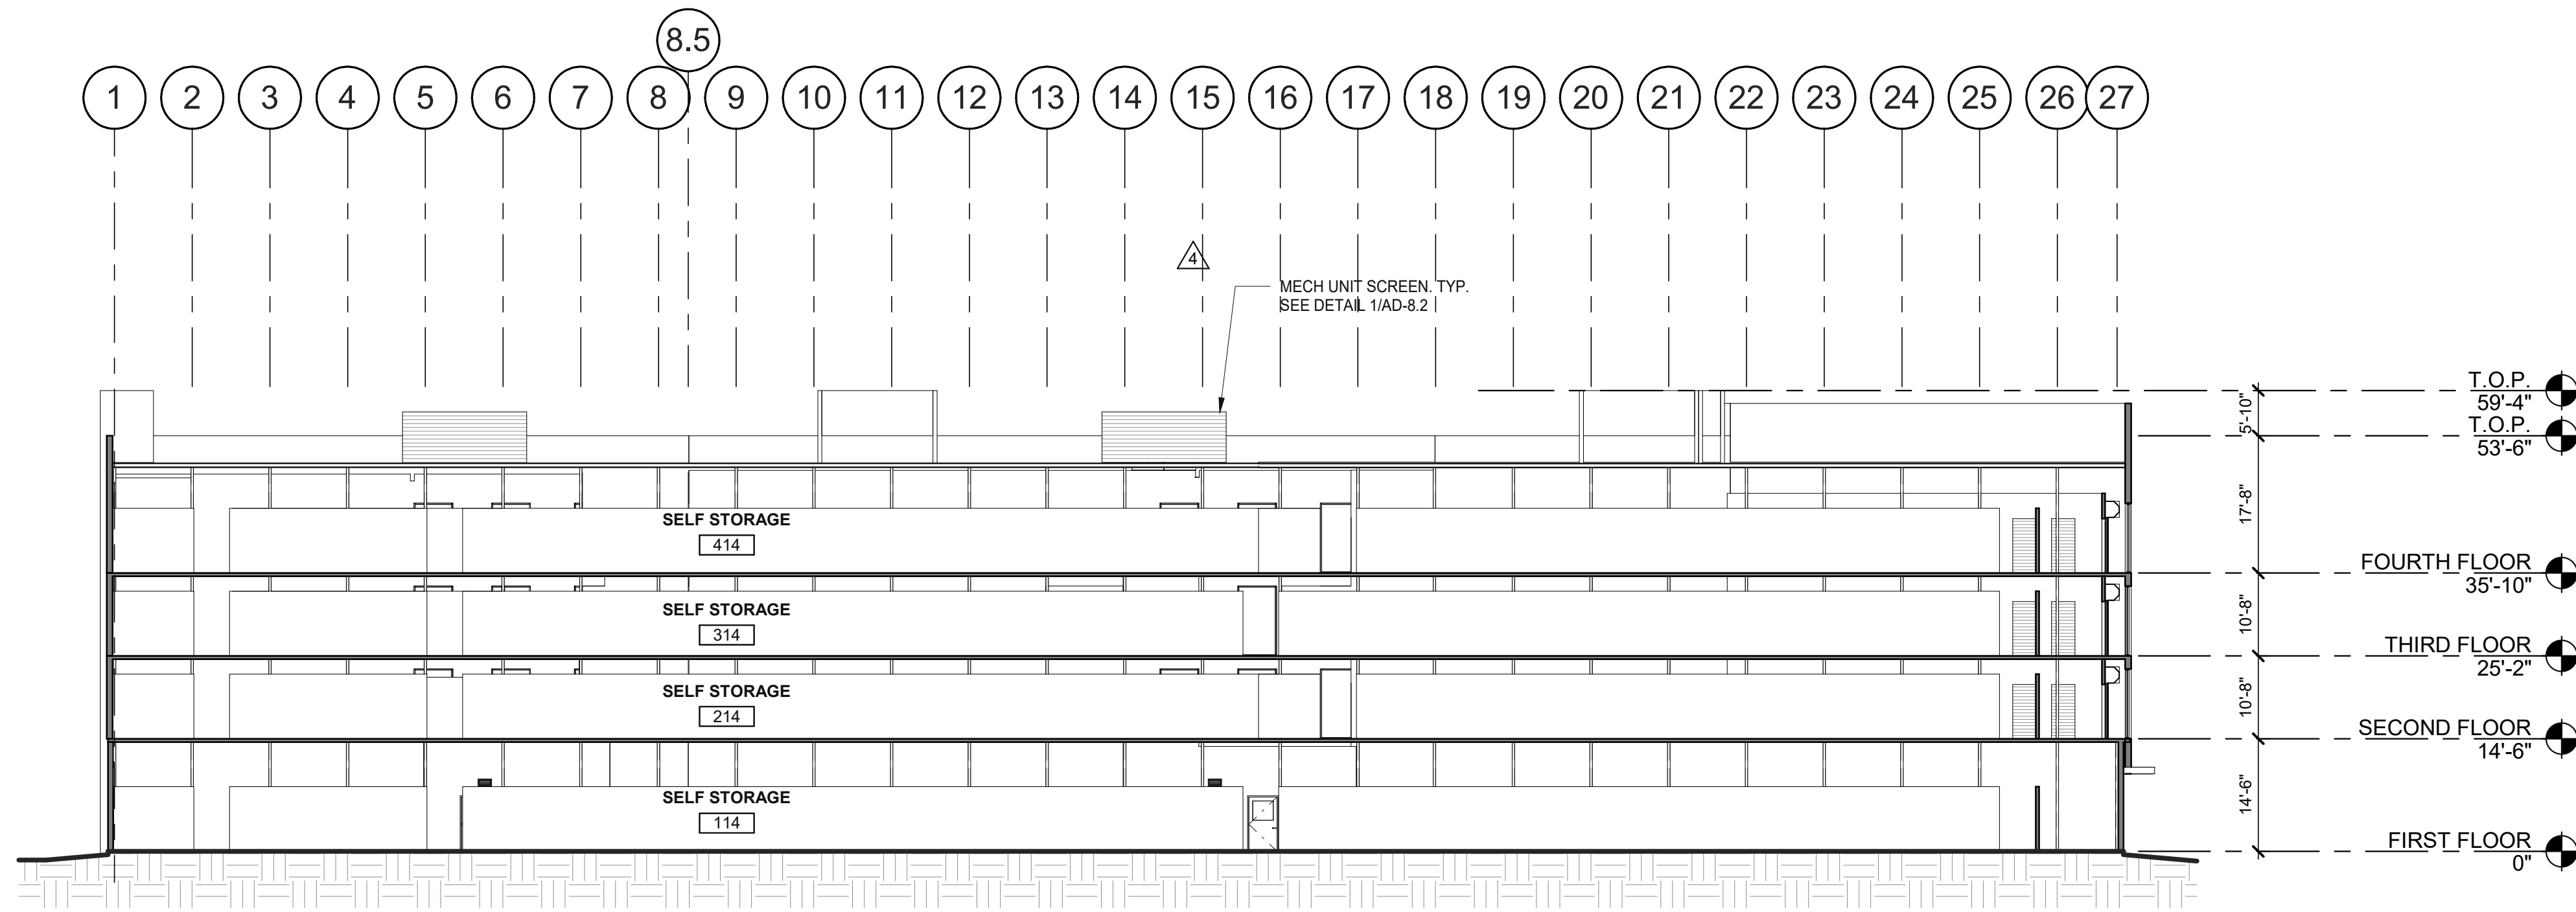 8.5
1 2 3 4 5 6 7 8 9 10 11 12 13 14 15 16 17 18 19 20 21 22 23 24 25 26 27
4
MECH UNIT SCREEN. TYP.
SEE DETAIL 1/AD-8.2
T.O.P.
59'-4"
5'-10"
T.O.P.
53'-6"
17'-8"
SELF STORAGE
414
FOURTH FLOOR
35'-10"
10'-8"
SELF STORAGE
314
THIRD FLOOR
25'-2"
10'-8"
SELF STORAGE
214
SECOND FLOOR
14'-6"
14'-6"
SELF STORAGE
114
FIRST FLOOR
0"